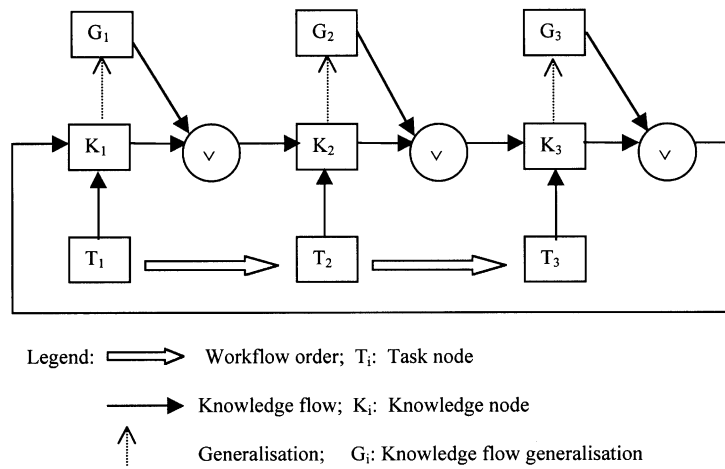 G₁ G₂ G₃
K₁ ∨ K₂ ∨ K₃ ∨
T₁ T₂ T₃
Legend: Workflow order; Tᵢ: Task node
Knowledge flow; Kᵢ: Knowledge node
Generalisation; Gᵢ: Knowledge flow generalisation